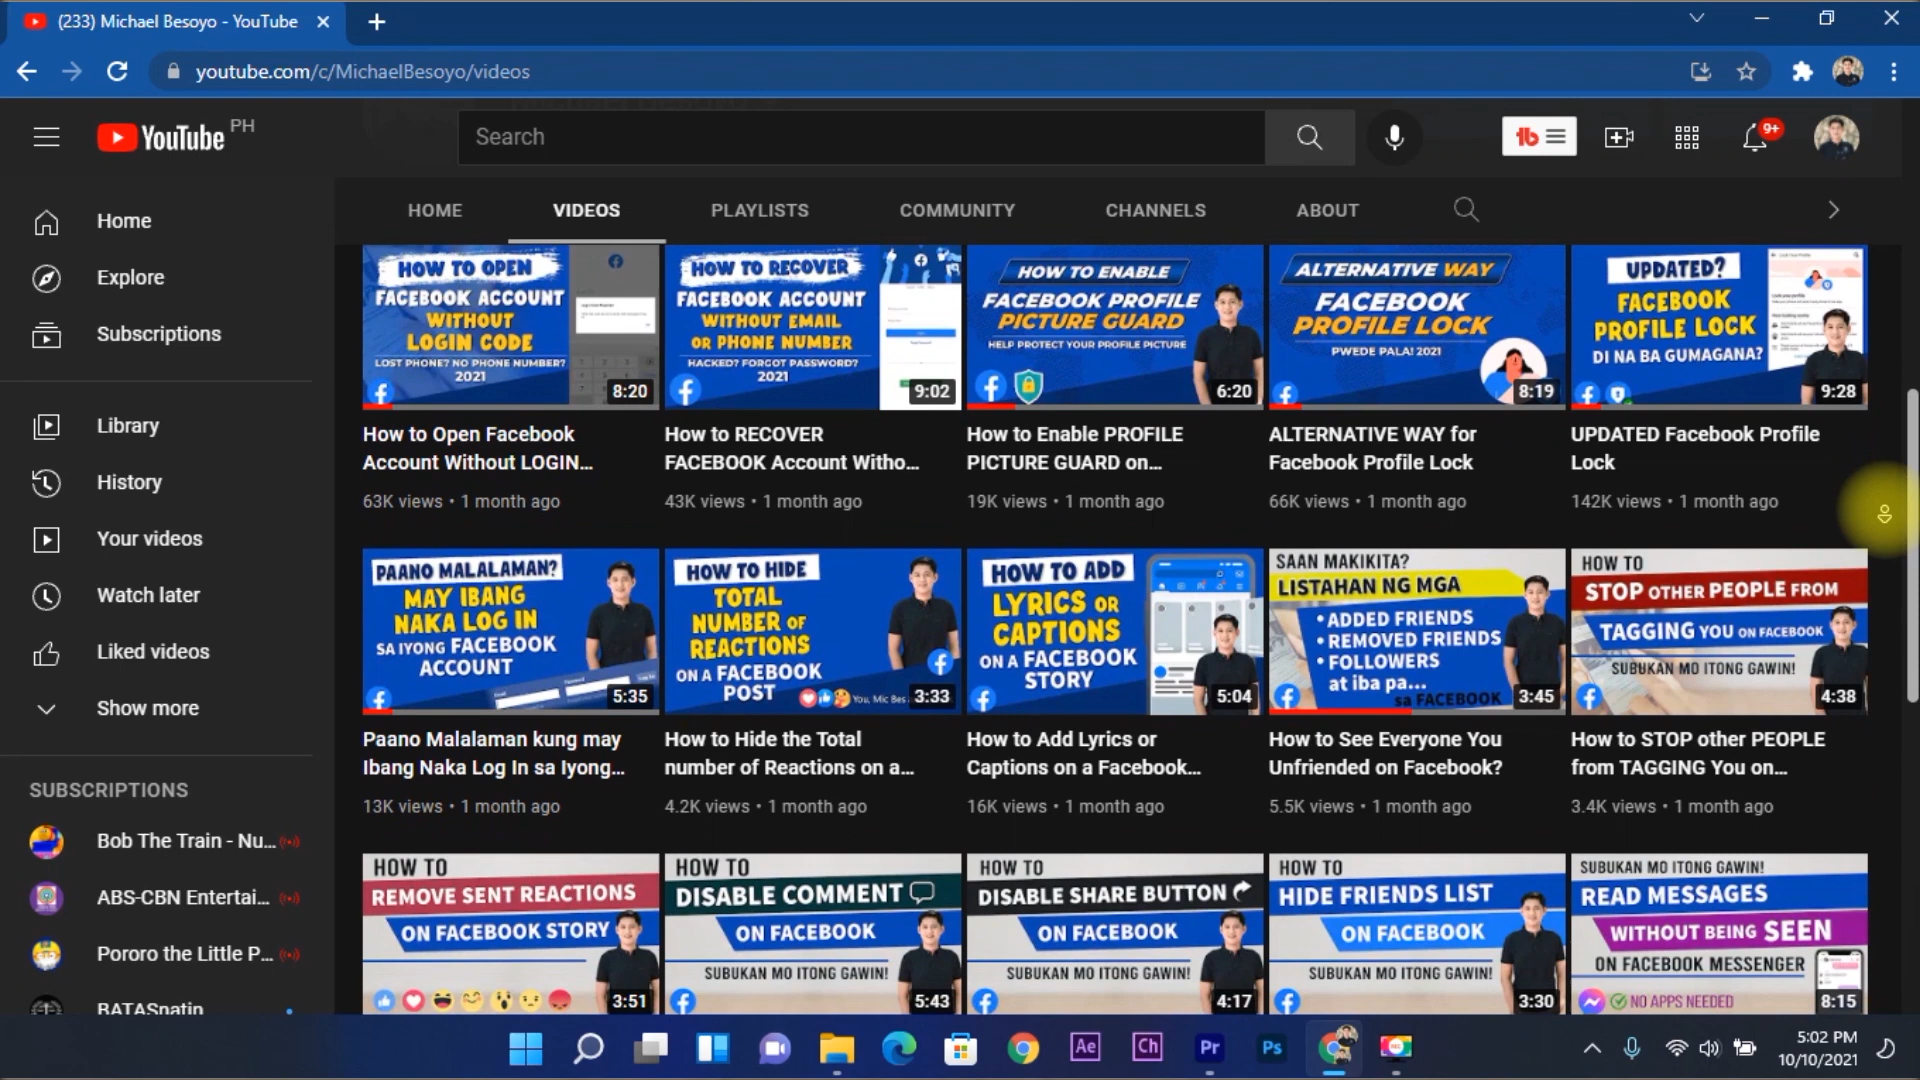 (233) Michael Besoyo - YouTube
youtube.com/c/MichaelBesoyo/videos
YouTube PH
Search
9+
HOME VIDEOS PLAYLISTS COMMUNITY CHANNELS ABOUT
Home
Explore
Subscriptions
Library
History
Your videos
Watch later
Liked videos
Show more
SUBSCRIPTIONS
Bob The Train - Nu...
ABS-CBN Entertai...
Pororo the Little P...
BATASnatin
HOW TO OPEN
FACEBOOK ACCOUNT
WITHOUT
LOGIN CODE
LOST PHONE? NO PHONE NUMBER?
2021
8:20
How to Open Facebook
Account Without LOGIN...
63K views • 1 month ago
HOW TO RECOVER
FACEBOOK ACCOUNT
WITHOUT EMAIL
OR PHONE NUMBER
HACKED? FORGOT PASSWORD?
2021
9:02
How to RECOVER
FACEBOOK Account Witho...
43K views • 1 month ago
HOW TO ENABLE
FACEBOOK PROFILE
PICTURE GUARD
HELP PROTECT YOUR PROFILE PICTURE
6:20
How to Enable PROFILE
PICTURE GUARD on...
19K views • 1 month ago
ALTERNATIVE WAY
FACEBOOK
PROFILE LOCK
PWEDE PALA! 2021
8:19
ALTERNATIVE WAY for
Facebook Profile Lock
66K views • 1 month ago
UPDATED?
FACEBOOK
PROFILE LOCK
DI NA BA GUMAGANA?
9:28
UPDATED Facebook Profile
Lock
142K views • 1 month ago
PAANO MALALAMAN?
MAY IBANG
NAKA LOG IN
SA IYONG FACEBOOK
ACCOUNT
5:35
Paano Malalaman kung may
Ibang Naka Log In sa Iyong...
13K views • 1 month ago
HOW TO HIDE
TOTAL
NUMBER OF
REACTIONS
ON A FACEBOOK
POST
You, Mic Bes
3:33
How to Hide the Total
number of Reactions on a...
4.2K views • 1 month ago
HOW TO ADD
LYRICS OR
CAPTIONS
ON A FACEBOOK
STORY
5:04
How to Add Lyrics or
Captions on a Facebook...
16K views • 1 month ago
SAAN MAKIKITA?
LISTAHAN NG MGA
• ADDED FRIENDS
• REMOVED FRIENDS
• FOLLOWERS
at iba pa...
sa FACEBOOK
3:45
How to See Everyone You
Unfriended on Facebook?
5.5K views • 1 month ago
HOW TO
STOP OTHER PEOPLE FROM
TAGGING YOU ON FACEBOOK
SUBUKAN MO ITONG GAWIN!
4:38
How to STOP other PEOPLE
from TAGGING You on...
3.4K views • 1 month ago
HOW TO
REMOVE SENT REACTIONS
ON FACEBOOK STORY
3:51
HOW TO
DISABLE COMMENT
ON FACEBOOK
SUBUKAN MO ITONG GAWIN!
5:43
HOW TO
DISABLE SHARE BUTTON
ON FACEBOOK
SUBUKAN MO ITONG GAWIN!
4:17
HOW TO
HIDE FRIENDS LIST
ON FACEBOOK
SUBUKAN MO ITONG GAWIN!
3:30
SUBUKAN MO ITONG GAWIN!
READ MESSAGES
WITHOUT BEING SEEN
ON FACEBOOK MESSENGER
NO APPS NEEDED
8:15
Ae Ch Pr Ps
5:02 PM
10/10/2021